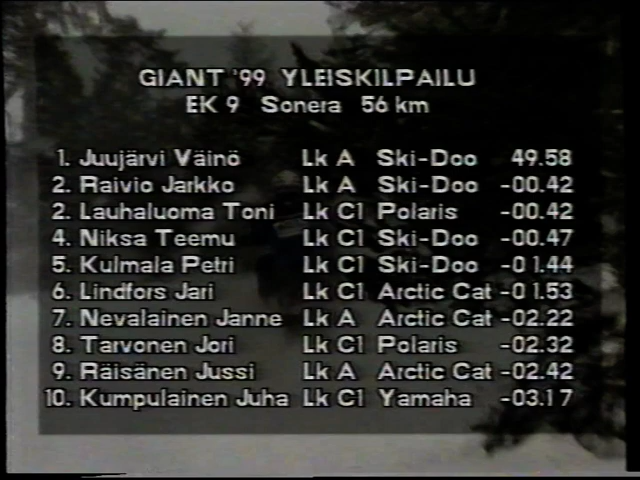 GIANT '99 YLEISKILPAILU
EK 9 Sonera 56 km
1. Juujärvi Väinö Lk A Ski-Doo 49.58
2. Raivio Jarkko Lk A Ski-Doo -00.42
2. Lauhaluoma Toni Lk C1 Polaris -00.42
4. Niksa Teemu Lk C1 Ski-Doo -00.47
5. Kulmala Petri Lk C1 Ski-Doo -01.44
6. Lindfors Jari Lk C1 Arctic Cat -01.53
7. Nevalainen Janne Lk A Arctic Cat -02.22
8. Tarvonen Jori Lk C1 Polaris -02.32
9. Räisänen Jussi Lk A Arctic Cat -02.42
10. Kumpulainen Juha Lk C1 Yamaha -03.17